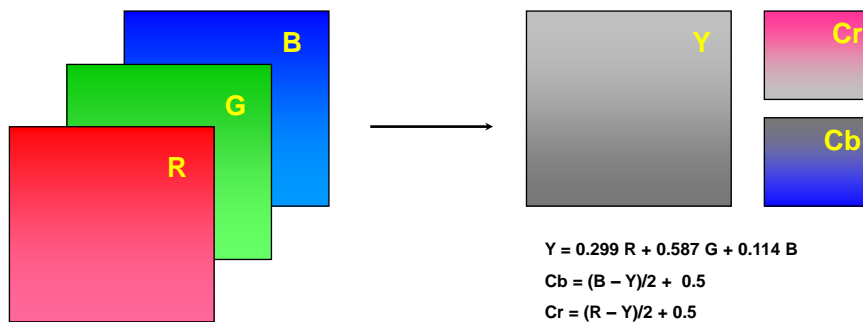 B
G
R
Y
Cr
Cb
Y = 0.299 R + 0.587 G + 0.114 B
Cb = (B – Y)/2 + 0.5
Cr = (R – Y)/2 + 0.5